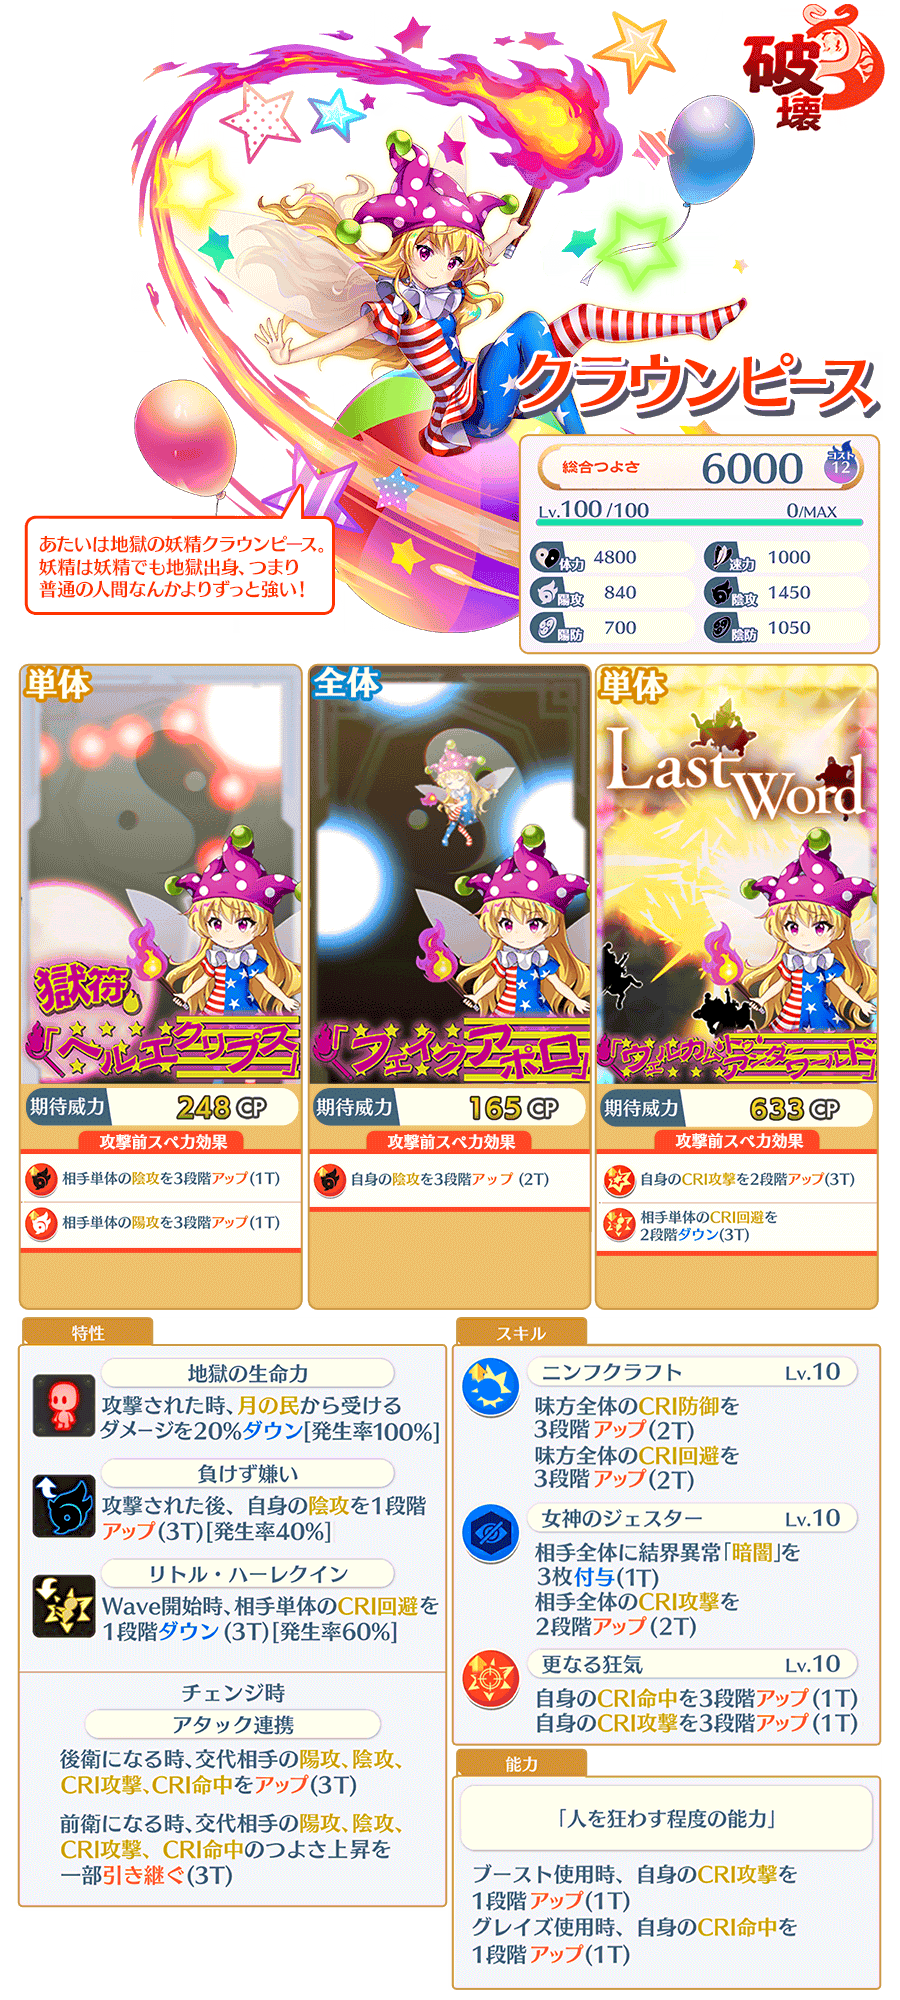 破壊
クラウンピース
総合つよさ 6000 コスト 12
Lv.100/100 0/MAX
体力 4800 速力 1000
陽攻 840 陰攻 1450
陽防 700 陰防 1050
あたいは地獄の妖精クラウンピース。
妖精は妖精でも地獄出身、つまり
普通の人間なんかよりずっと強い！
単体
獄符
「ヘルエクリプス」
期待威力 248 CP
攻撃前スペカ効果
相手単体の陰攻を3段階アップ(1T)
相手単体の陽攻を3段階アップ(1T)
全体
「フェイクアポロ」
期待威力 165 CP
攻撃前スペカ効果
自身の陰攻を3段階アップ (2T)
単体
Last Word
「ウェルカムトゥアンダーワールド」
期待威力 633 CP
攻撃前スペカ効果
自身のCRI攻撃を2段階アップ(3T)
相手単体のCRI回避を
2段階ダウン(3T)
特性
地獄の生命力
攻撃された時、月の民から受ける
ダメージを20%ダウン[発生率100%]
負けず嫌い
攻撃された後、自身の陰攻を1段階
アップ(3T)[発生率40%]
リトル・ハーレクイン
Wave開始時、相手単体のCRI回避を
1段階ダウン(3T)[発生率60%]
チェンジ時
アタック連携
後衛になる時、交代相手の陽攻、陰攻、
CRI攻撃、CRI命中をアップ(3T)
前衛になる時、交代相手の陽攻、陰攻、
CRI攻撃、CRI命中のつよさ上昇を
一部引き継ぐ(3T)
スキル
ニンフクラフト Lv.10
味方全体のCRI防御を
3段階アップ(2T)
味方全体のCRI回避を
3段階アップ(2T)
女神のジェスター Lv.10
相手全体に結界異常「暗闇」を
3枚付与(1T)
相手全体のCRI攻撃を
2段階アップ(2T)
更なる狂気 Lv.10
自身のCRI命中を3段階アップ(1T)
自身のCRI攻撃を3段階アップ(1T)
能力
「人を狂わす程度の能力」
ブースト使用時、自身のCRI攻撃を
1段階アップ(1T)
グレイズ使用時、自身のCRI命中を
1段階アップ(1T)